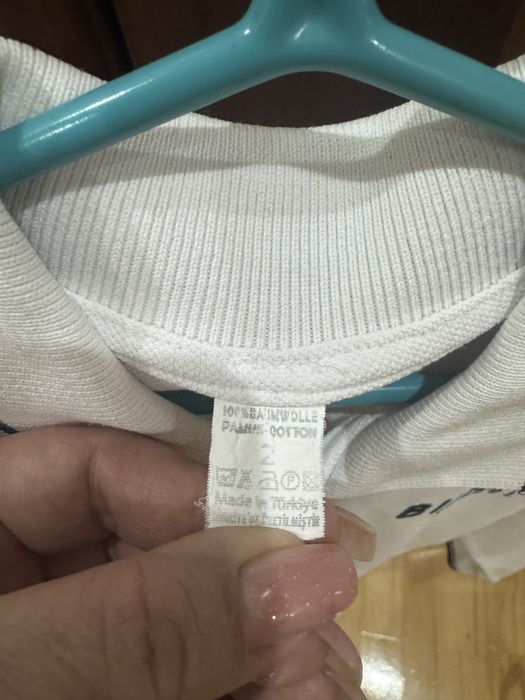 100% BAUMWOLLE
PAMUK-COTTON
2
Made in Türkiye